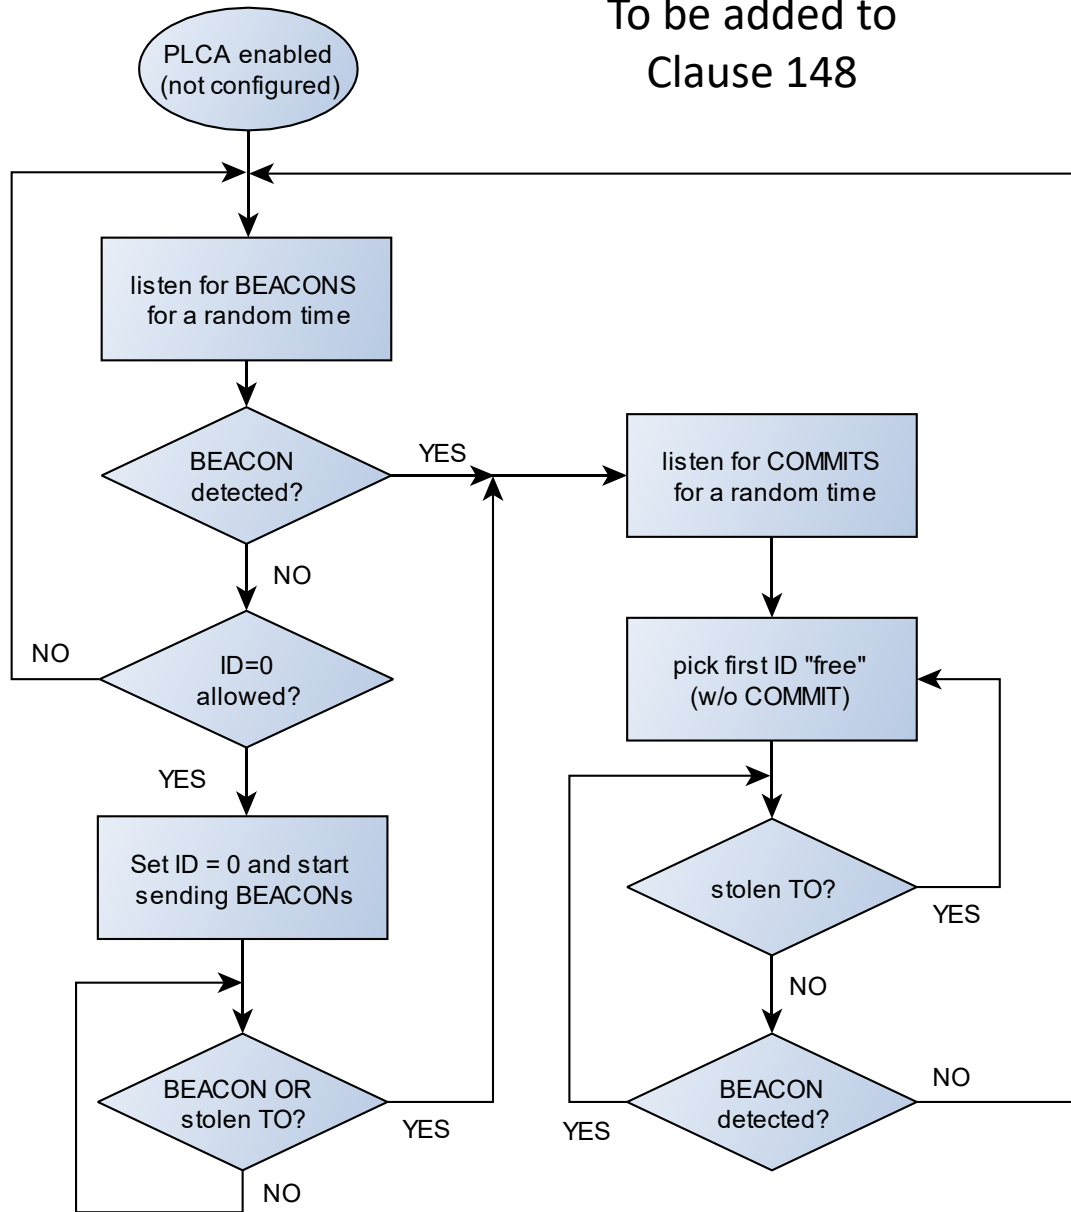 To be added to
Clause 148
PLCA enabled
(not configured)
listen for BEACONS
for a random time
BEACON
detected?
YES
NO
ID=0
allowed?
NO
YES
Set ID = 0 and start
sending BEACONs
BEACON OR
stolen TO?
YES
NO
listen for COMMITS
for a random time
pick first ID "free"
(w/o COMMIT)
stolen TO?
YES
NO
BEACON
detected?
NO
YES